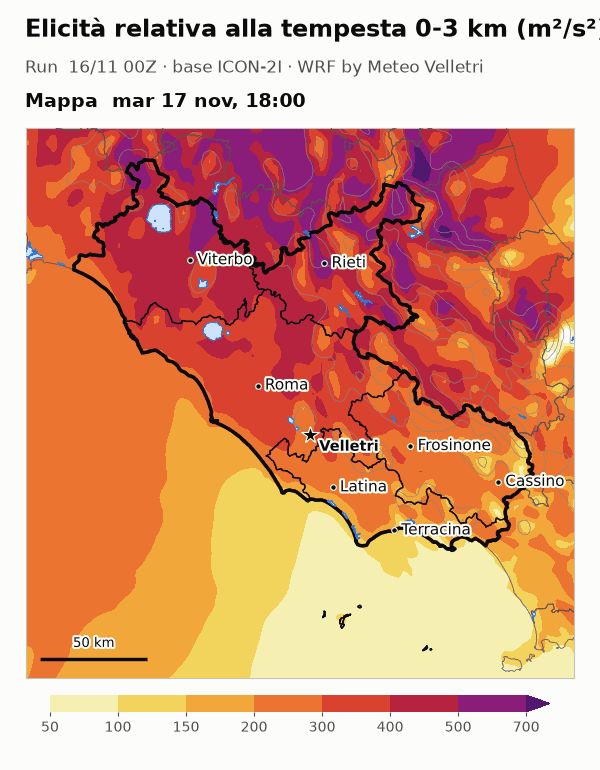 Elicità relativa alla tempesta 0-3 km (m²/s²)
Run 16/11 00Z · base ICON-2I · WRF by Meteo Velletri
Mappa mar 17 nov, 18:00
Viterbo
Rieti
Roma
Velletri
Frosinone
Cassino
Latina
Terracina
50 km
50 100 150 200 300 400 500 700